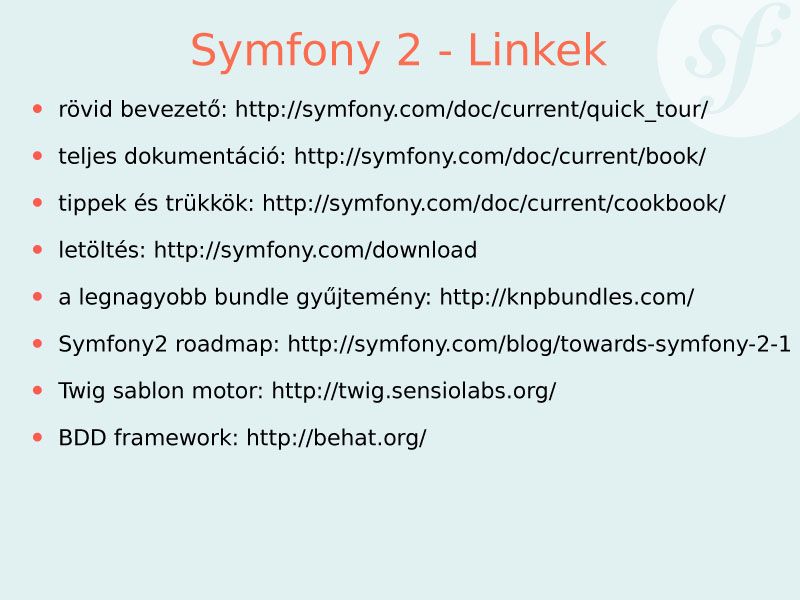 Symfony 2 - Linkek
rövid bevezető: http://symfony.com/doc/current/quick_tour/
teljes dokumentáció: http://symfony.com/doc/current/book/
tippek és trükkök: http://symfony.com/doc/current/cookbook/
letöltés: http://symfony.com/download
a legnagyobb bundle gyűjtemény: http://knpbundles.com/
Symfony2 roadmap: http://symfony.com/blog/towards-symfony-2-1
Twig sablon motor: http://twig.sensiolabs.org/
BDD framework: http://behat.org/
sf